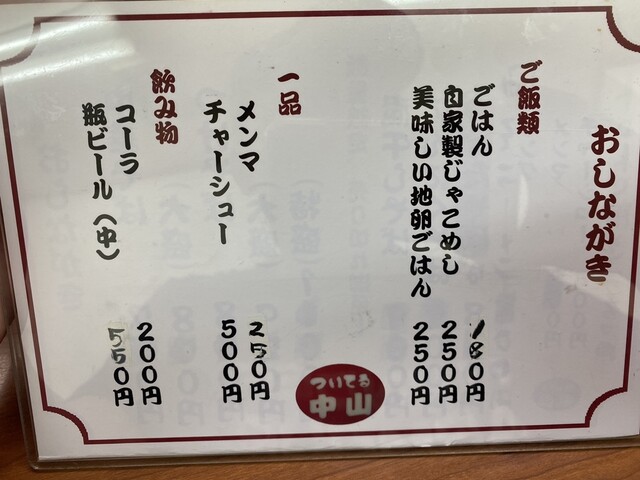 おしながき
ご飯類
ごはん 180円
自家製じゃこめし 250円
美味しい地卵ごはん 250円
一品
メンマ 250円
チャーシュー 500円
飲み物
コーラ 200円
瓶ビール（中） 550円
ついてる
中山